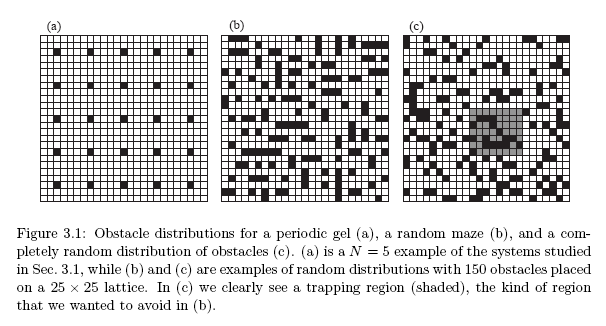 (a) (b) (c)
Figure 3.1: Obstacle distributions for a periodic gel (a), a random maze (b), and a com-
pletely random distribution of obstacles (c). (a) is a N = 5 example of the systems studied
in Sec. 3.1, while (b) and (c) are examples of random distributions with 150 obstacles placed
on a 25 × 25 lattice. In (c) we clearly see a trapping region (shaded), the kind of region
that we wanted to avoid in (b).